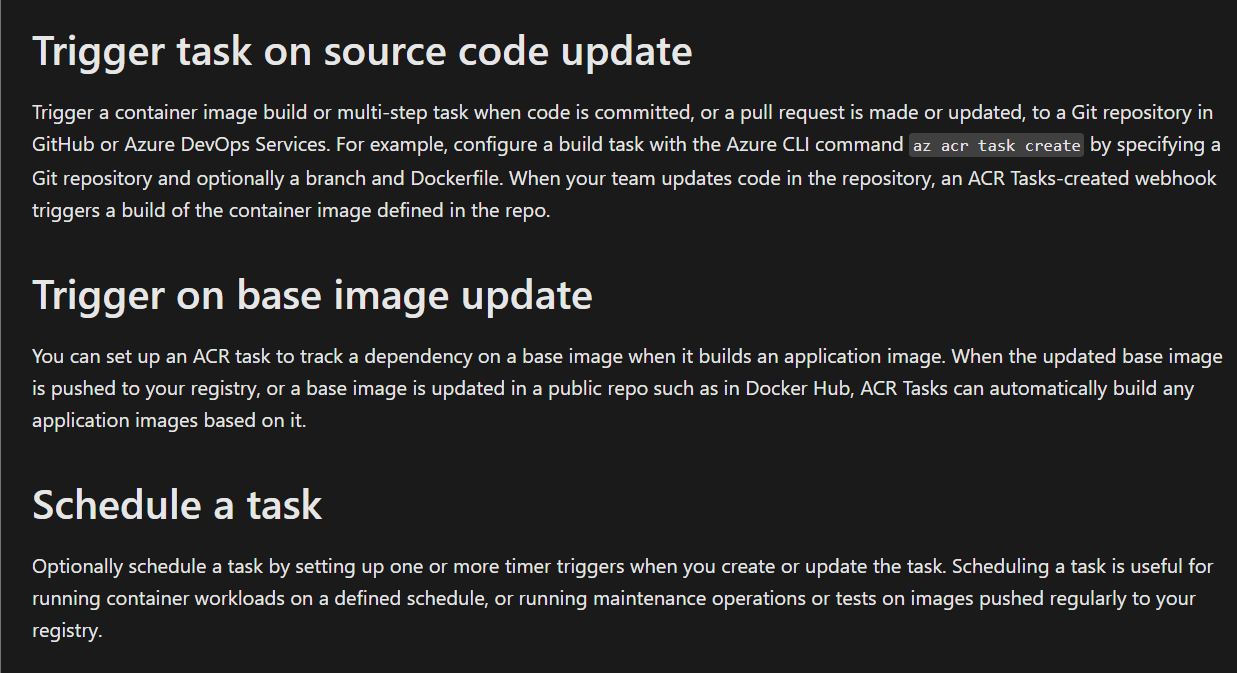 Trigger task on source code update
Trigger a container image build or multi-step task when code is committed, or a pull request is made or updated, to a Git repository in
GitHub or Azure DevOps Services. For example, configure a build task with the Azure CLI command az acr task create by specifying a
Git repository and optionally a branch and Dockerfile. When your team updates code in the repository, an ACR Tasks-created webhook
triggers a build of the container image defined in the repo.
Trigger on base image update
You can set up an ACR task to track a dependency on a base image when it builds an application image. When the updated base image
is pushed to your registry, or a base image is updated in a public repo such as in Docker Hub, ACR Tasks can automatically build any
application images based on it.
Schedule a task
Optionally schedule a task by setting up one or more timer triggers when you create or update the task. Scheduling a task is useful for
running container workloads on a defined schedule, or running maintenance operations or tests on images pushed regularly to your
registry.